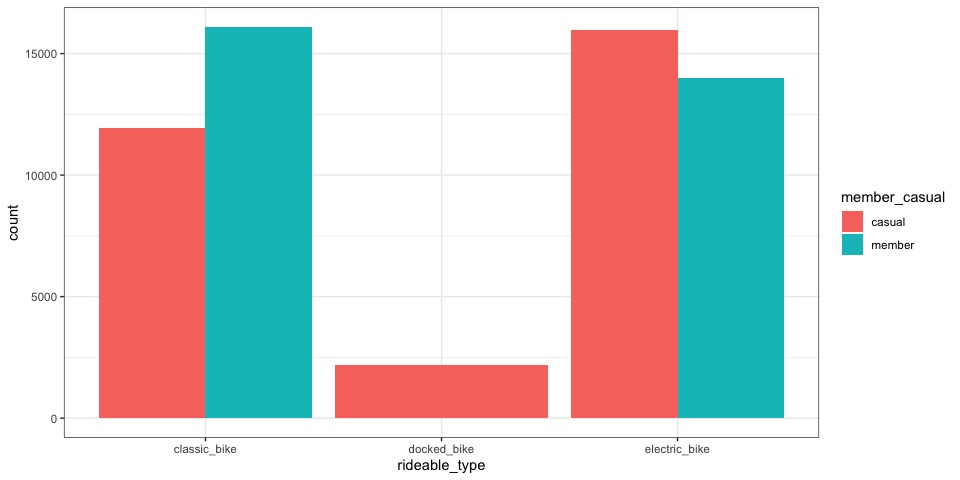 count
15000
10000
5000
0
classic_bike
docked_bike
electric_bike
rideable_type
member_casual
casual
member